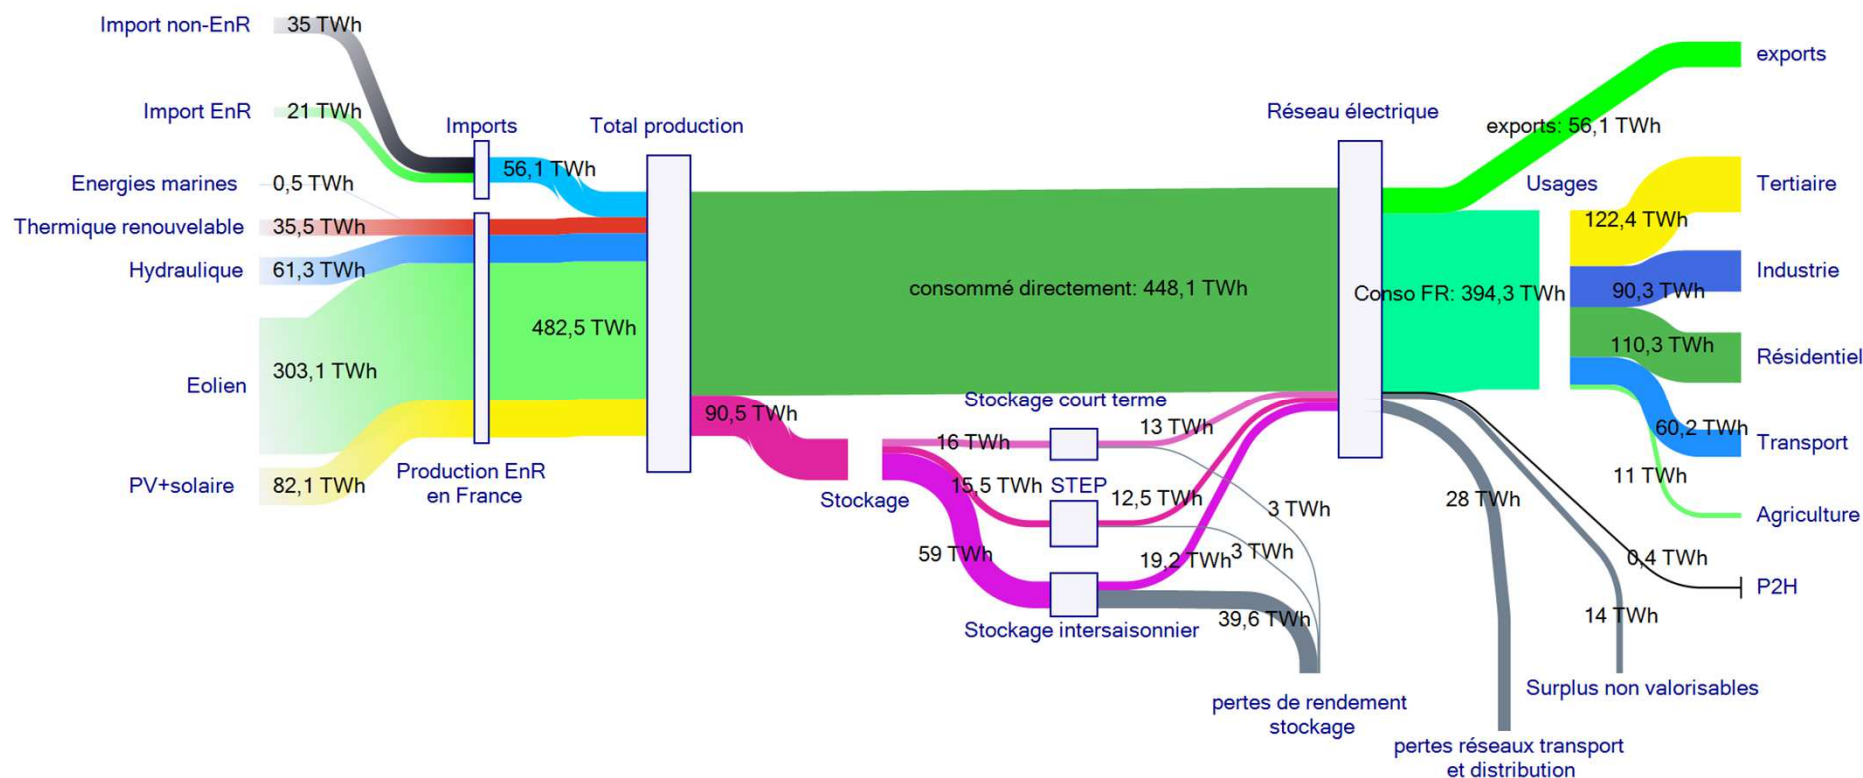 Import non-EnR
35 TWh
Import EnR
21 TWh
Energies marines
0,5 TWh
Thermique renouvelable
35,5 TWh
Hydraulique
61,3 TWh
Eolien
303,1 TWh
PV+solaire
82,1 TWh
Imports
56,1 TWh
Production EnR
en France
482,5 TWh
Total production
consommé directement: 448,1 TWh
90,5 TWh
Stockage
Stockage court terme
16 TWh
13 TWh
STEP
15,5 TWh
12,5 TWh
3 TWh
3 TWh
59 TWh
19,2 TWh
Stockage intersaisonnier
39,6 TWh
pertes de rendement
stockage
Réseau électrique
exports: 56,1 TWh
exports
Conso FR: 394,3 TWh
Usages
122,4 TWh
Tertiaire
90,3 TWh
Industrie
110,3 TWh
Résidentiel
60,2 TWh
Transport
11 TWh
Agriculture
0,4 TWh
P2H
28 TWh
14 TWh
Surplus non valorisables
pertes réseaux transport
et distribution